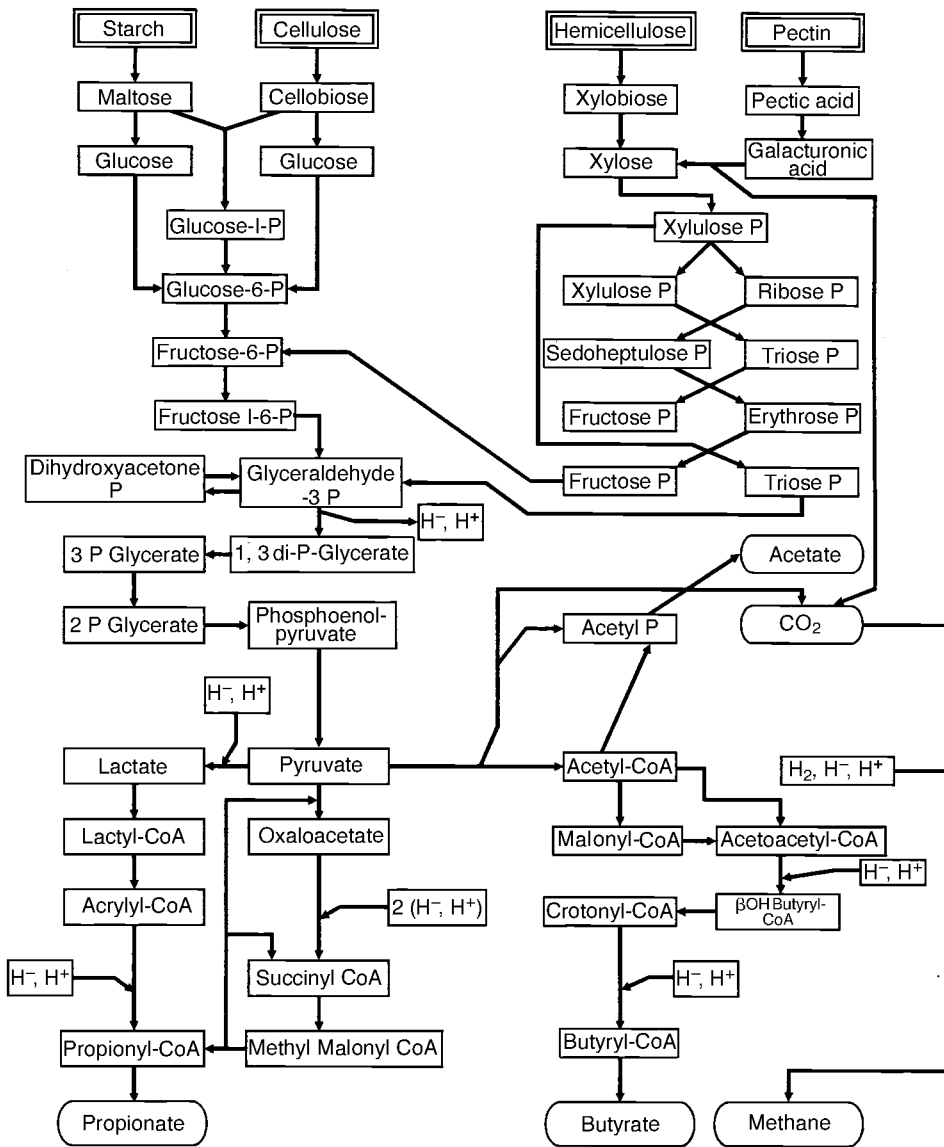 Starch
Cellulose
Hemicellulose
Pectin
Maltose
Cellobiose
Xylobiose
Pectic acid
Glucose
Glucose
Xylose
Galacturonic
acid
Glucose-I-P
Xylulose P
Glucose-6-P
Xylulose P
Ribose P
Fructose-6-P
Sedoheptulose P
Triose P
Fructose I-6-P
Fructose P
Erythrose P
Dihydroxyacetone
P
Glyceraldehyde
-3 P
Fructose P
Triose P
H⁻, H⁺
3 P Glycerate
1, 3 di-P-Glycerate
Acetate
2 P Glycerate
Phosphoenol-
pyruvate
Acetyl P
CO₂
H⁻, H⁺
Lactate
Pyruvate
Acetyl-CoA
H₂, H⁻, H⁺
Lactyl-CoA
Oxaloacetate
Malonyl-CoA
Acetoacetyl-CoA
H⁻, H⁺
Acrylyl-CoA
2 (H⁻, H⁺)
Crotonyl-CoA
βOH Butyryl-
CoA
H⁻, H⁺
Succinyl CoA
H⁻, H⁺
Propionyl-CoA
Methyl Malonyl CoA
Butyryl-CoA
Propionate
Butyrate
Methane